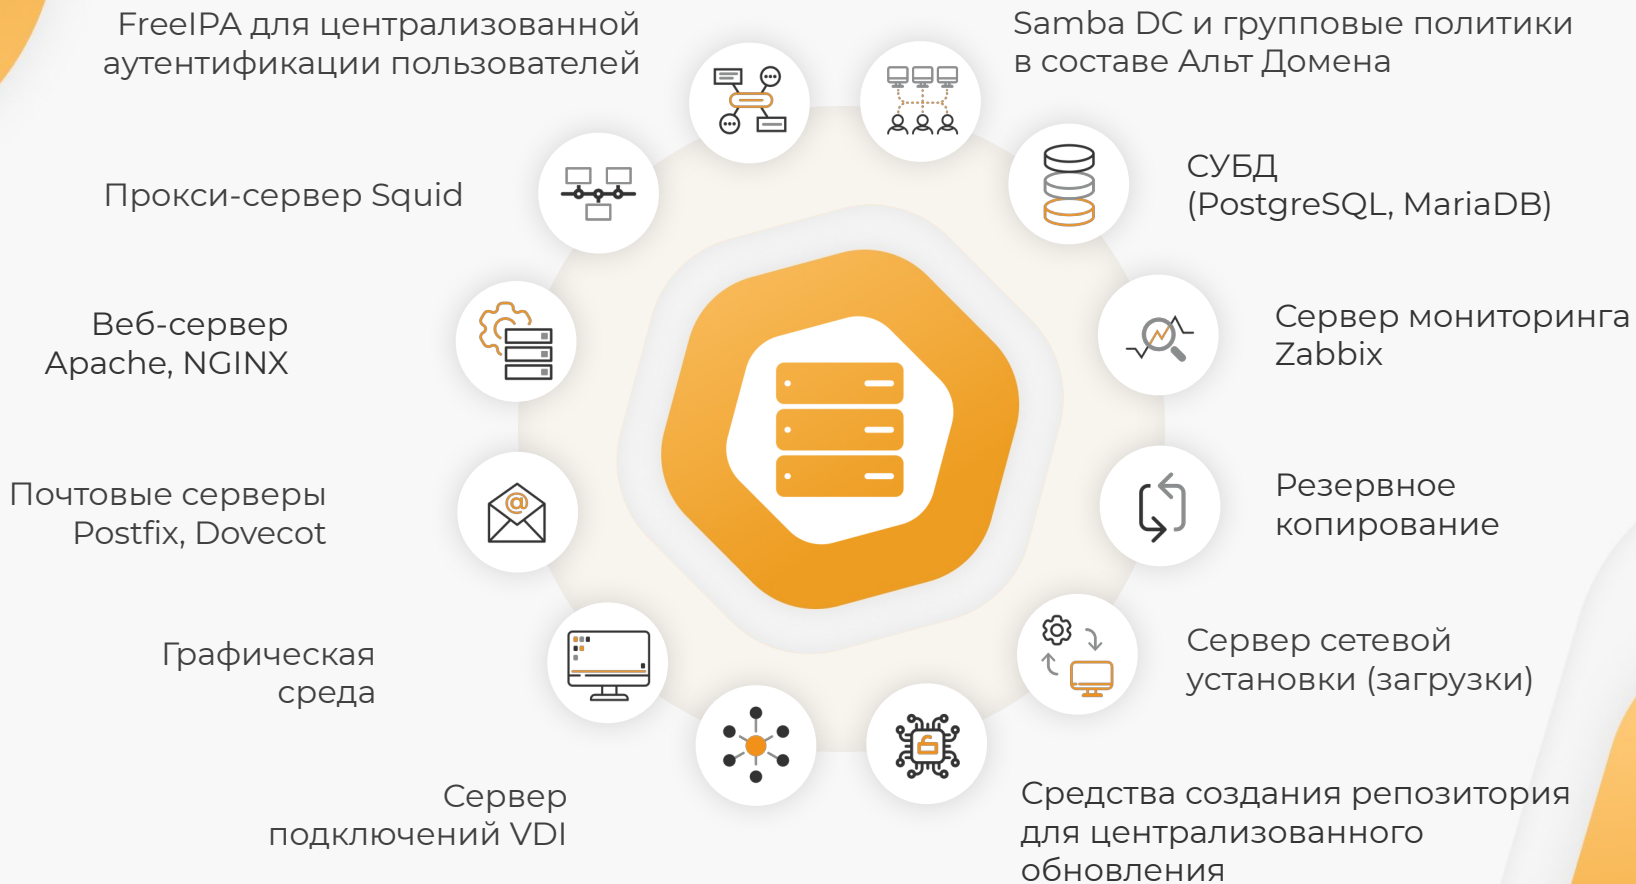 FreeIPA для централизованной
аутентификации пользователей
Samba DC и групповые политики
в составе Альт Домена
Прокси-сервер Squid
СУБД
(PostgreSQL, MariaDB)
Веб-сервер
Apache, NGINX
Сервер мониторинга
Zabbix
Почтовые серверы
Postfix, Dovecot
@
Резервное
копирование
Графическая
среда
Сервер сетевой
установки (загрузки)
Сервер
подключений VDI
Средства создания репозитория
для централизованного
обновления